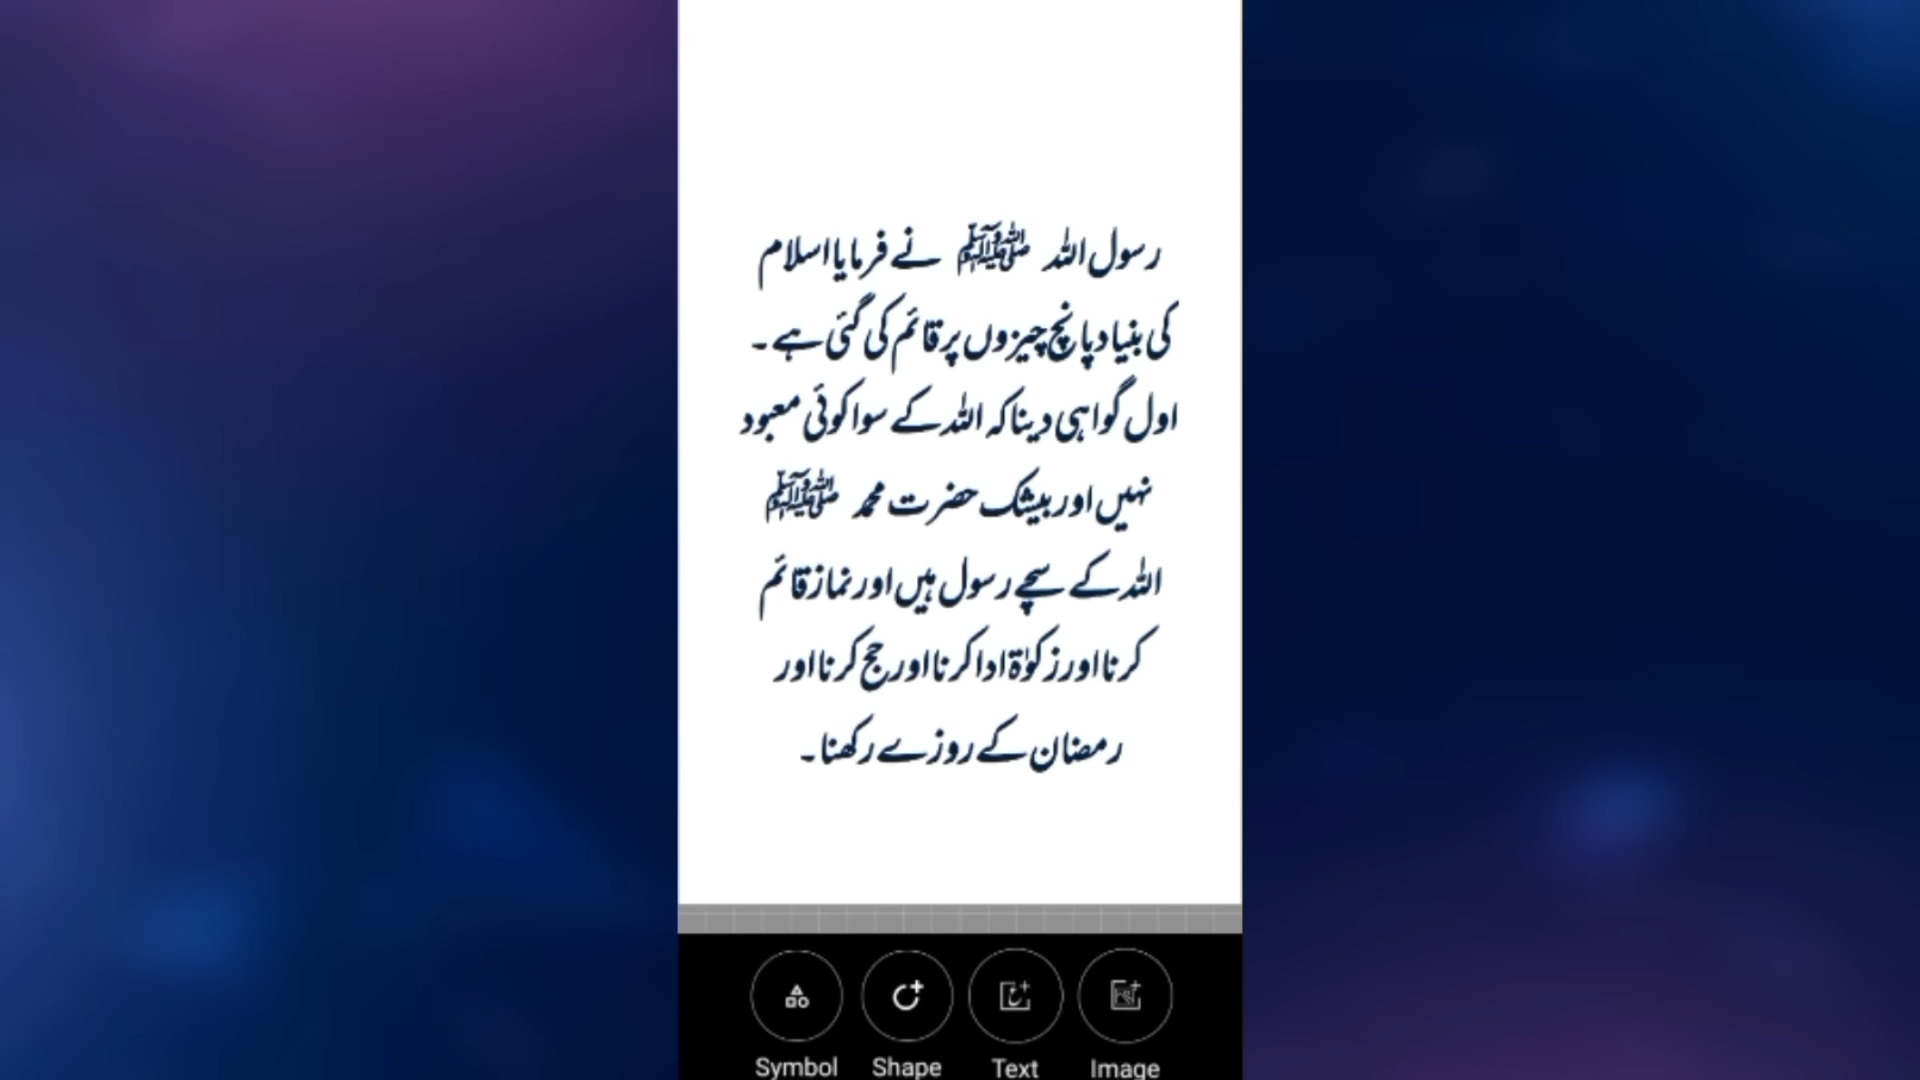 رسول اللہ ﷺ نے فرمایا اسلام
کی بنیاد پانچ چیزوں پر قائم کی گئی ہے۔
اول گواہی دینا کہ اللہ کے سوا کوئی معبود
نہیں اور بیشک حضرت محمد ﷺ
اللہ کے سچے رسول ہیں اور نماز قائم
کرنا اور زکوٰۃ ادا کرنا اور حج کرنا اور
رمضان کے روزے رکھنا۔
Symbol Shape Text Image